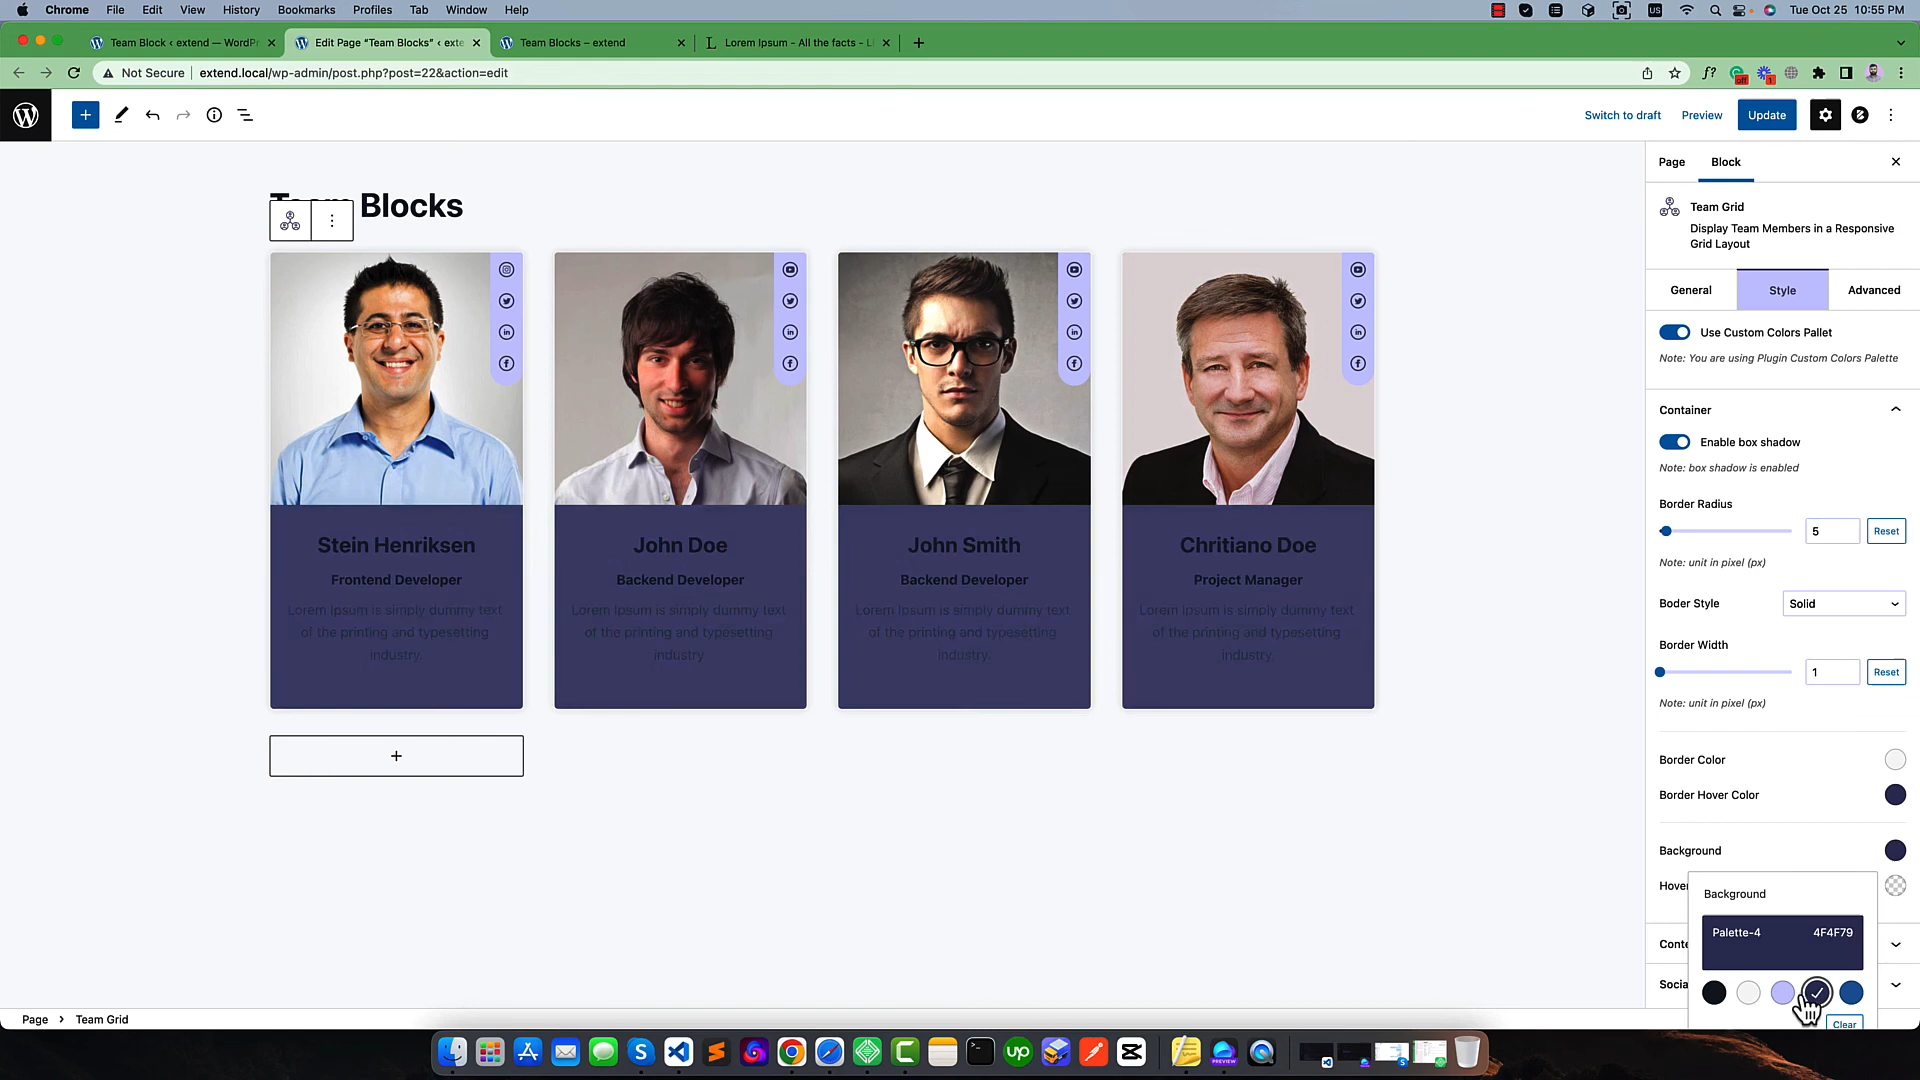 Chrome File Edit View History Bookmarks Profiles Tab Window Help
US Tue Oct 25 10:55 PM
Team Block ‹ extend — WordPr
Edit Page “Team Blocks” ‹ exte
Team Blocks – extend
Lorem Ipsum - All the facts - Li
Not Secure extend.local/wp-admin/post.php?post=22&action=edit
f?
off
1
Switch to draft
Preview
Update
Blocks
Stein Henriksen
Frontend Developer
Lorem Ipsum is simply dummy text
of the printing and typesetting
industry.
John Doe
Backend Developer
Lorem Ipsum is simply dummy text
of the printing and typesetting
industry
John Smith
Backend Developer
Lorem Ipsum is simply dummy text
of the printing and typesetting
industry.
Chritiano Doe
Project Manager
Lorem Ipsum is simply dummy text
of the printing and typesetting
industry.
+
Page
Block
Team Grid
Display Team Members in a Responsive
Grid Layout
General
Style
Advanced
Use Custom Colors Pallet
Note: You are using Plugin Custom Colors Palette
Container
Enable box shadow
Note: box shadow is enabled
Border Radius
5
Reset
Note: unit in pixel (px)
Boder Style
Solid
Border Width
1
Reset
Note: unit in pixel (px)
Border Color
Border Hover Color
Background
Hover
Background
Palette-4 4F4F79
Conte
Socia
Clear
Page > Team Grid
up
PREVIEW